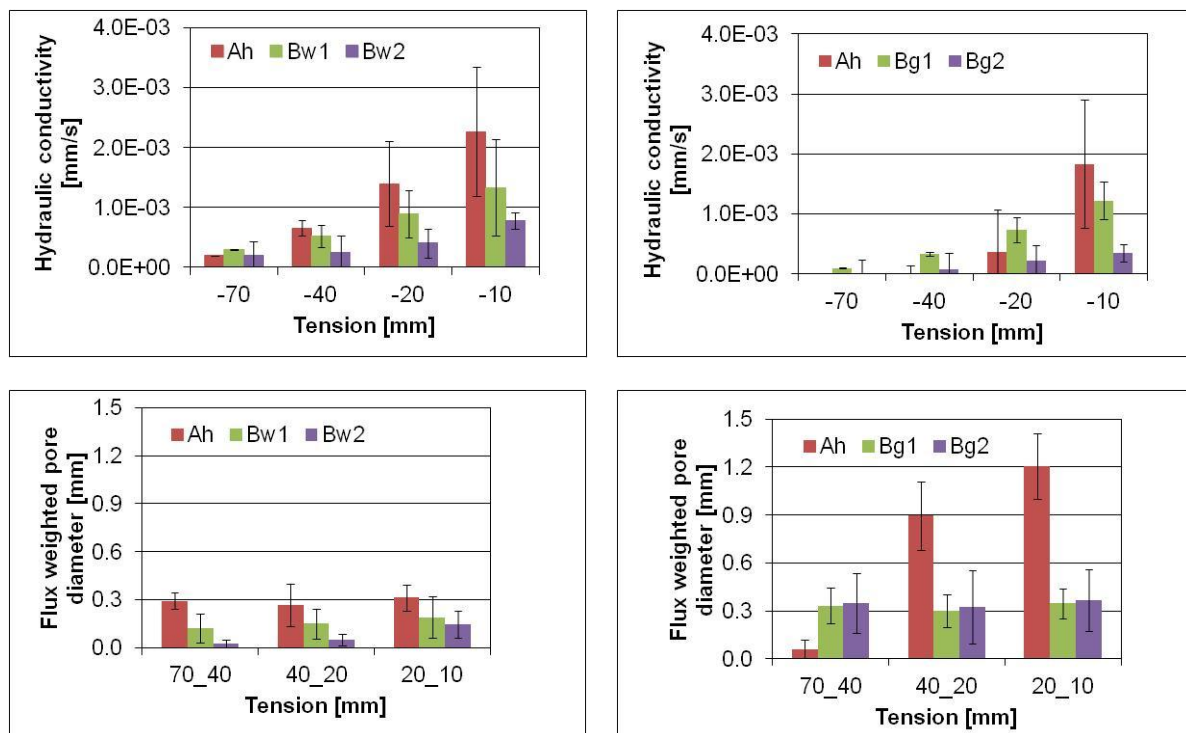 4.0E-03
3.0E-03
2.0E-03
1.0E-03
0.0E+00
Hydraulic conductivity
[mm/s]
Ah Bw1 Bw2
-70 -40 -20 -10
Tension [mm]
4.0E-03
3.0E-03
2.0E-03
1.0E-03
0.0E+00
Hydraulic conductivity
[mm/s]
Ah Bg1 Bg2
-70 -40 -20 -10
Tension [mm]
1.5
1.2
0.9
0.6
0.3
0.0
Flux weighted pore
diameter [mm]
Ah Bw1 Bw2
70_40 40_20 20_10
Tension [mm]
1.5
1.2
0.9
0.6
0.3
0.0
Flux weighted pore
diameter [mm]
Ah Bg1 Bg2
70_40 40_20 20_10
Tension [mm]